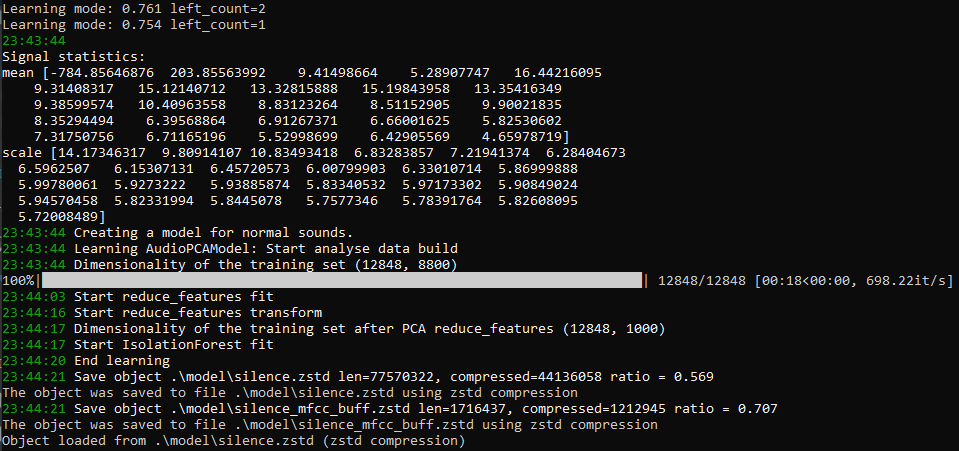 Learning mode: 0.761 left_count=2
Learning mode: 0.754 left_count=1
23:43:44
Signal statistics:
mean [-784.85646876  203.85563992    9.41498664    5.28907747   16.44216095
    9.31408317   15.12140712   13.32815888   15.19843958   13.35416349
    9.38599574   10.40963558    8.83123264    8.51152905    9.90021835
    8.35294494    6.39568864    6.91267371    6.66001625    5.82530602
    7.31750756    6.71165196    5.52998699    6.42905569    4.65978719]
scale [14.17346317  9.80914107 10.83493418  6.83283857  7.21941374  6.28404673
  6.5962507   6.15307131  6.45720573  6.00799903  6.33010714  5.86999888
  5.99780061  5.9273222   5.93885874  5.83340532  5.97173302  5.90849024
  5.94570458  5.82331994  5.8445078   5.7577346   5.78391764  5.82608095
  5.72008489]
23:43:44 Creating a model for normal sounds.
23:43:44 Learning AudioPCAModel: Start analyse data build
23:43:44 Dimensionality of the training set (12848, 8800)
100%| | 12848/12848 [00:18<00:00, 698.22it/s]
23:44:03 Start reduce_features fit
23:44:16 Start reduce_features transform
23:44:17 Dimensionality of the training set after PCA reduce_features (12848, 1000)
23:44:17 Start IsolationForest fit
23:44:20 End learning
23:44:21 Save object .\model\silence.zstd len=77570322, compressed=44136058 ratio = 0.569
The object was saved to file .\model\silence.zstd using zstd compression
23:44:21 Save object .\model\silence_mfcc_buff.zstd len=1716437, compressed=1212945 ratio = 0.707
The object was saved to file .\model\silence_mfcc_buff.zstd using zstd compression
Object loaded from .\model\silence.zstd (zstd compression)